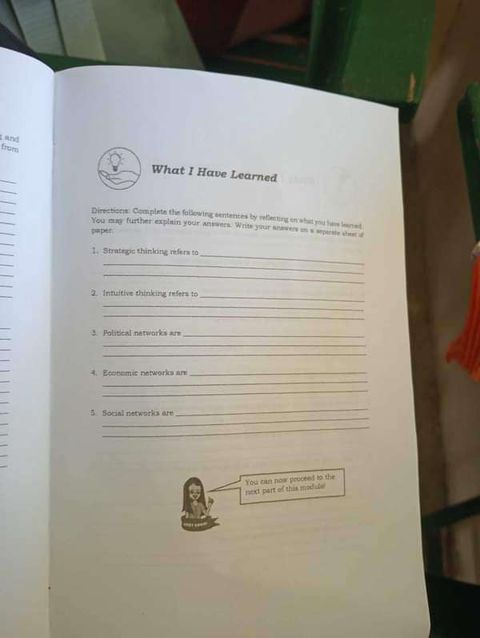 t and
from
What I Have Learned
Directions: Complete the following sentences by reflecting on what you have learned.
You may further explain your answers. Write your answers on a separate sheet of
paper.
1. Strategic thinking refers to
2. Intuitive thinking refers to
3. Political networks are
4. Economic networks are
5. Social networks are
You can now proceed to the
next part of this module!